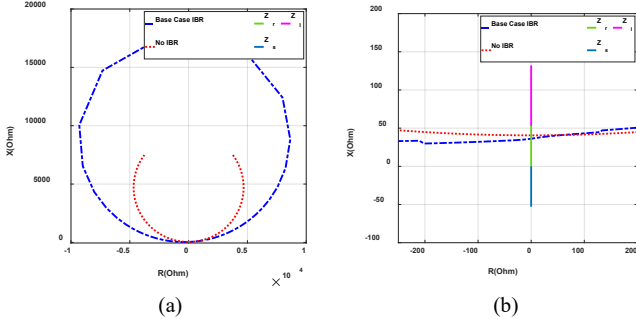 Base Case IBR
No IBR
Z r
Z l
Z s
20000
15000
10000
5000
0
X(Ohm)
-1
-0.5
0
0.5
1
R(Ohm)
× 10 4
(a)
Base Case IBR
No IBR
Z r
Z l
Z s
200
150
100
50
0
-50
-100
X(Ohm)
-200
-100
0
100
200
R(Ohm)
(b)